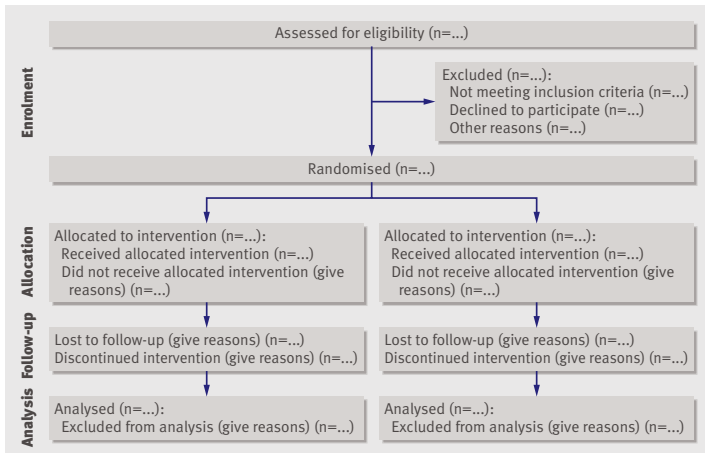 Enrolment
Assessed for eligibility (n=...)
Excluded (n=...):
Not meeting inclusion criteria (n=...)
Declined to participate (n=...)
Other reasons (n=...)
Randomised (n=...)
Allocation
Allocated to intervention (n=...):
Received allocated intervention (n=...)
Did not receive allocated intervention (give
reasons) (n=...)
Allocated to intervention (n=...):
Received allocated intervention (n=...)
Did not receive allocated intervention (give
reasons) (n=...)
Follow-up
Lost to follow-up (give reasons) (n=...)
Discontinued intervention (give reasons) (n=...)
Lost to follow-up (give reasons) (n=...)
Discontinued intervention (give reasons) (n=...)
Analysis
Analysed (n=...):
Excluded from analysis (give reasons) (n=...)
Analysed (n=...):
Excluded from analysis (give reasons) (n=...)